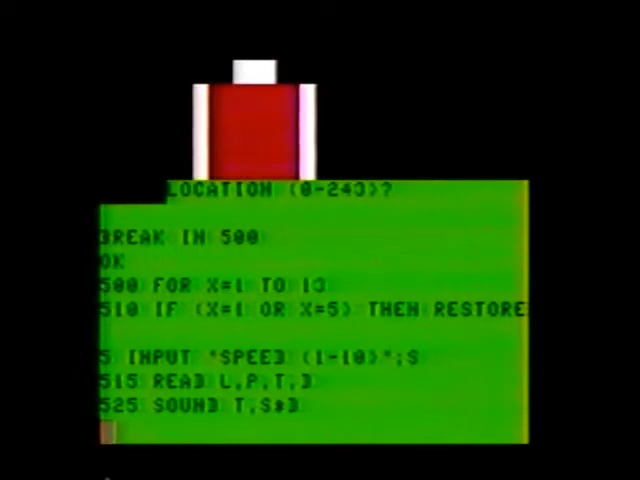 LOCATION (0-243)?
BREAK IN 500
OK
500 FOR X=1 TO 13
510 IF (X=1 OR X=5) THEN RESTORE
5 INPUT "SPEED (1-10)";S
515 READ L,P,T,D
525 SOUND T,S*D